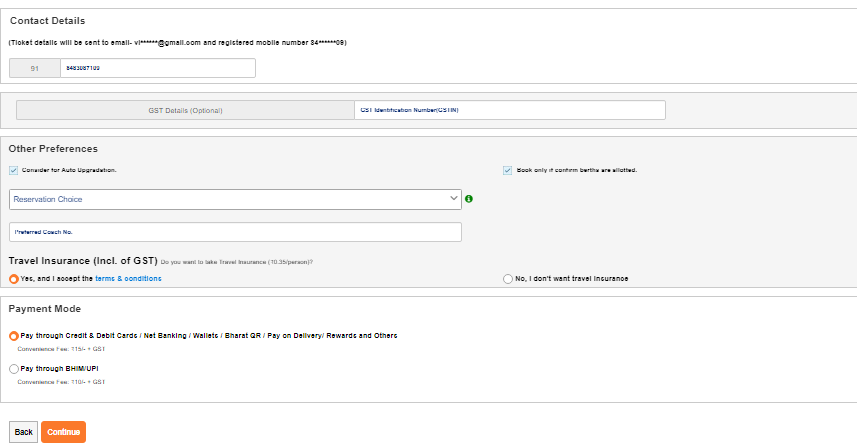 Contact Details
(Ticket details will be sent to email- vi******@gmail.com and registered mobile number 84******09)
91
GST Details (Optional) GST Identification Number(GSTIN)
Other Preferences
Consider for Auto Upgradation. Book only if confirm berths are allotted.
Reservation Choice
Preferred Coach No.
Travel Insurance (Incl. of GST) Do you want to take Travel Insurance (₹0.35/person)?
Yes, and I accept the terms & conditions No, I don't want travel Insurance
Payment Mode
Pay through Credit & Debit Cards / Net Banking / Wallets / Bharat QR / Pay on Delivery/ Rewards and Others
Convenience Fee: ₹15/- + GST
Pay through BHIM/UPI
Convenience Fee: ₹10/- + GST
Back Continue